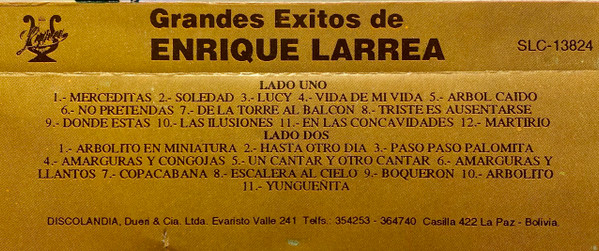 Grandes Exitos de
ENRIQUE LARREA
SLC-13824
LADO UNO
1.- MERCEDITAS 2.- SOLEDAD 3.- LUCY 4.- VIDA DE MI VIDA 5.- ARBOL CAIDO
6.- NO PRETENDAS 7.- DE LA TORRE AL BALCON 8.- TRISTE ES AUSENTARSE
9.- DONDE ESTAS 10.- LAS ILUSIONES 11.- EN LAS CONCAVIDADES 12.- MARTIRIO
LADO DOS
1.- ARBOLITO EN MINIATURA 2.- HASTA OTRO DIA 3.- PASO PASO PALOMITA
4.- AMARGURAS Y CONGOJAS 5.- UN CANTAR Y OTRO CANTAR 6.- AMARGURAS Y
LLANTOS 7.- COPACABANA 8.- ESCALERA AL CIELO 9.- BOQUERON 10.- ARBOLITO
11.- YUNGUEÑITA
DISCOLANDIA, Dueri & Cia. Ltda. Evaristo Valle 241 Telfs.: 354253 - 364740 Casilla 422 La Paz - Bolivia.